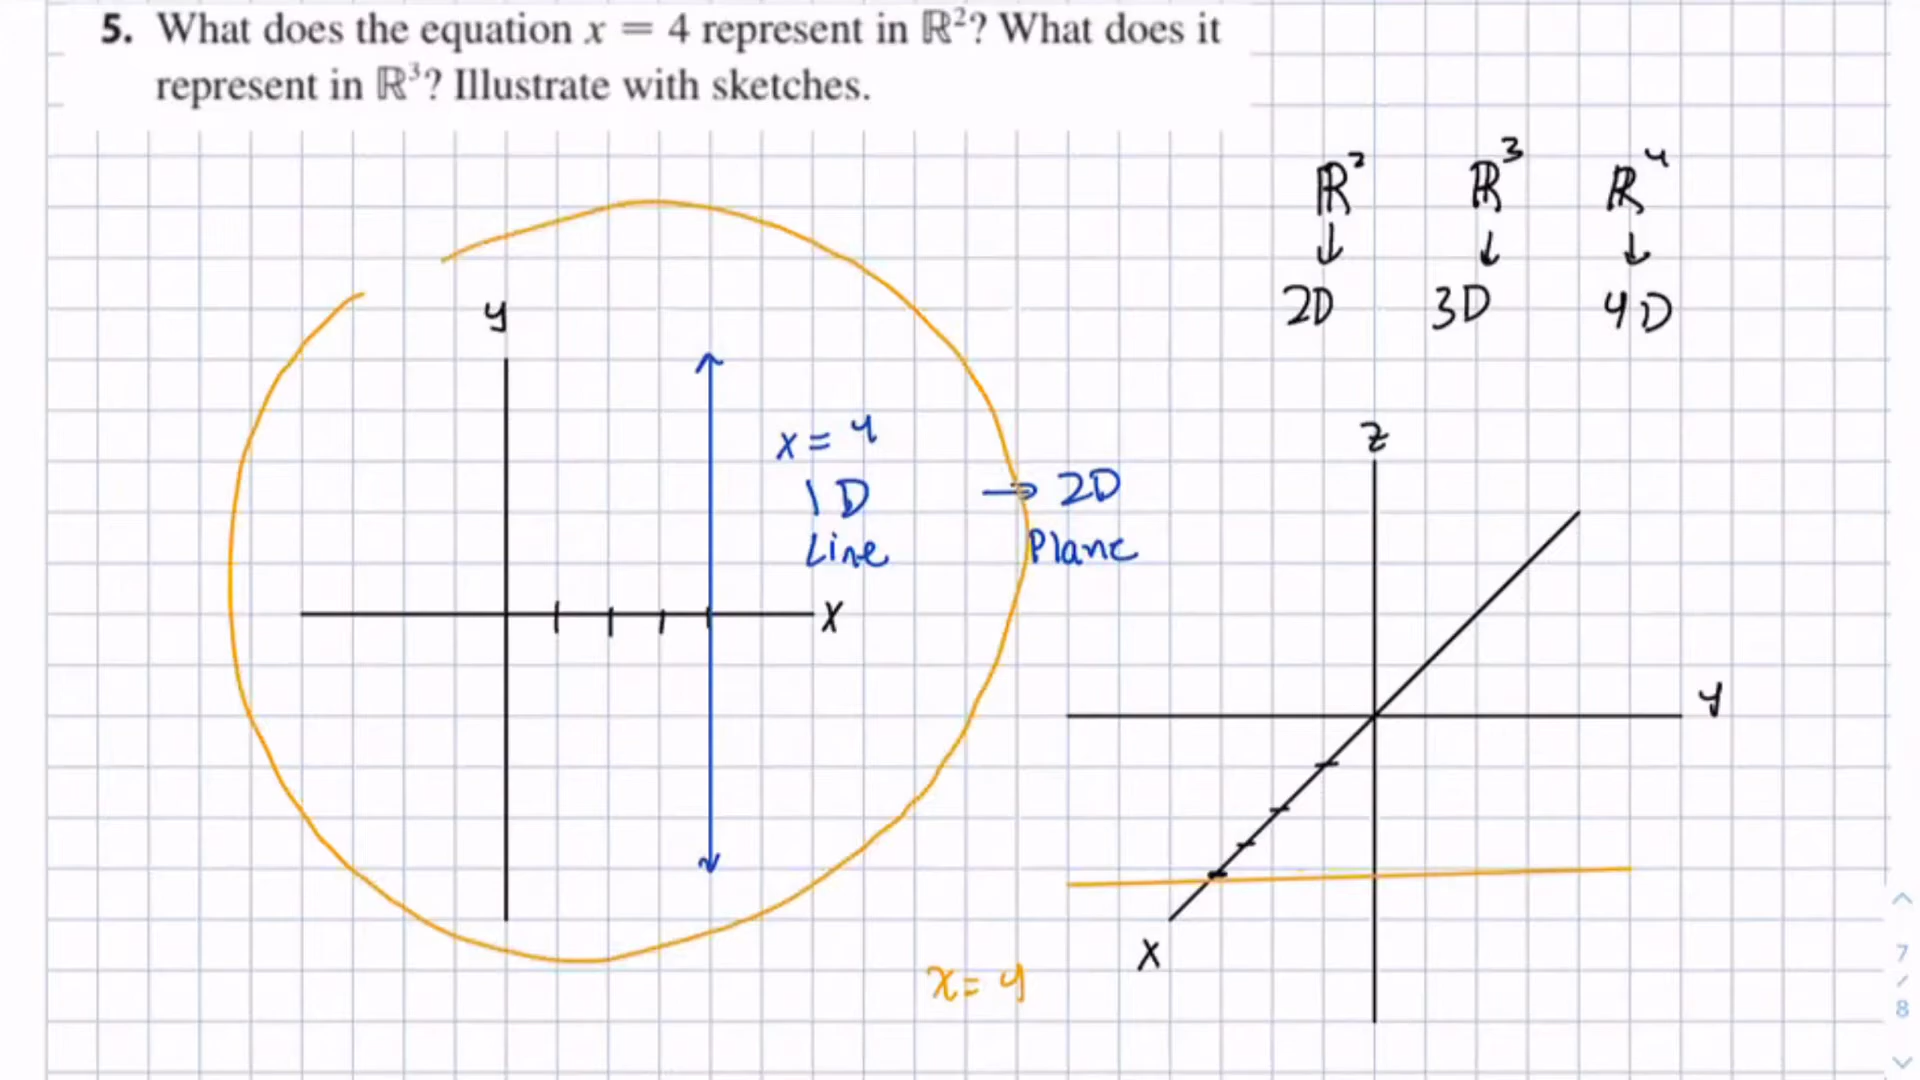 5. What does the equation x = 4 represent in ℝ²? What does it
represent in ℝ³? Illustrate with sketches.
ℝ² ℝ³ ℝ⁴
↓ ↓ ↓
2D 3D 4D
y
x = 4
1D → 2D
Line Plane
x
z
y
x
x = 4
7
/
8